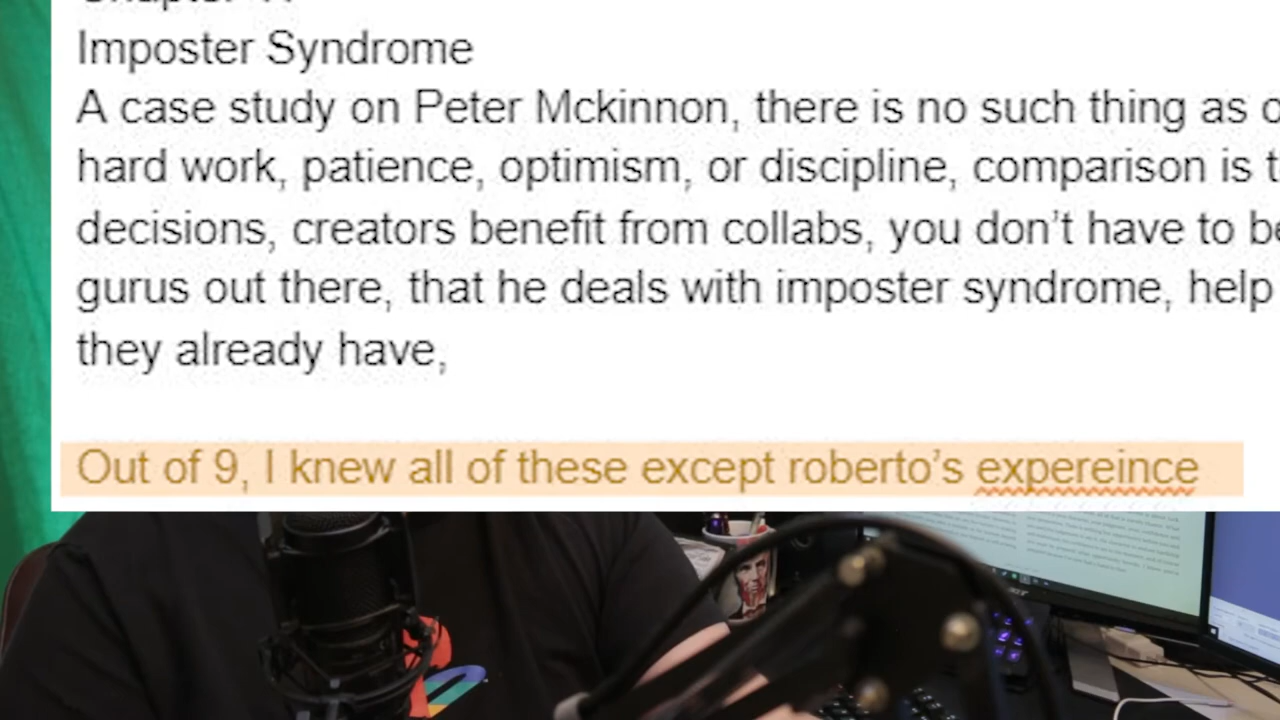 Imposter Syndrome
A case study on Peter Mckinnon, there is no such thing as
hard work, patience, optimism, or discipline, comparison is
decisions, creators benefit from collabs, you don't have to
gurus out there, that he deals with imposter syndrome, help
they already have,
Out of 9, I knew all of these except roberto's expereince
acer